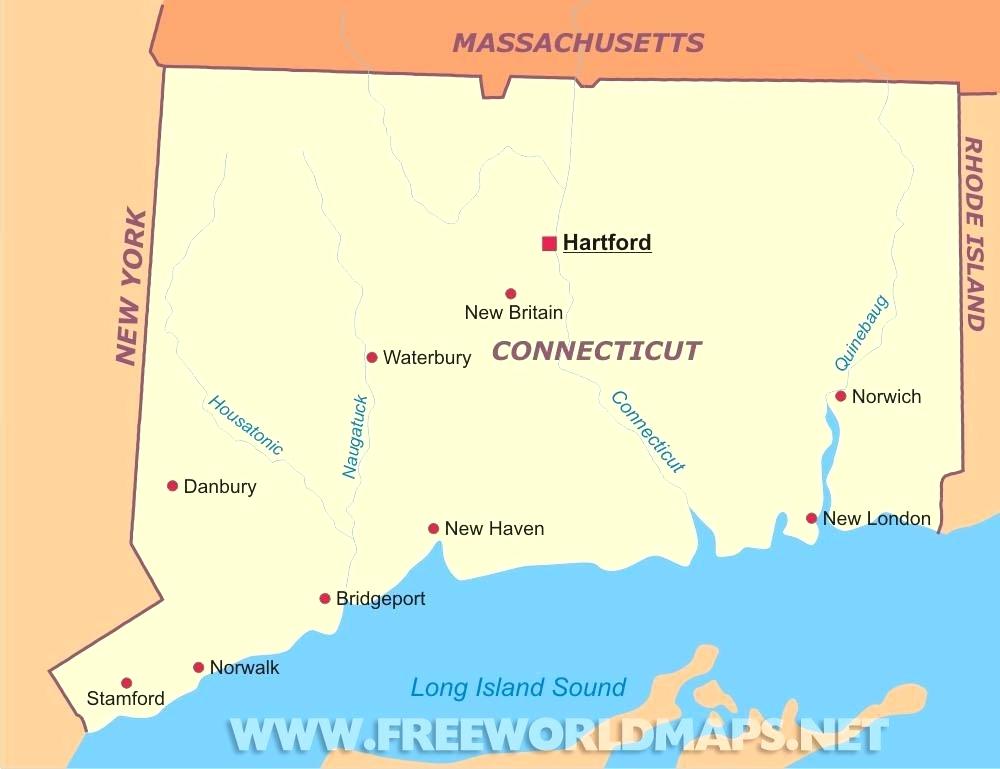 MASSACHUSETTS
NEW YORK
RHODE ISLAND
Hartford
New Britain
CONNECTICUT
Waterbury
Quinebaug
Norwich
Housatonic
Naugatuck
Connecticut
Danbury
New Haven
New London
Bridgeport
Norwalk
Stamford
Long Island Sound
WWW.FREEWORLDMAPS.NET